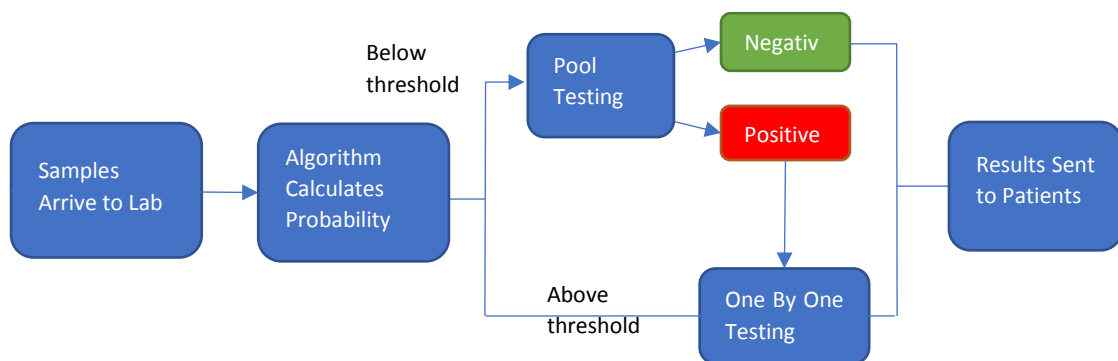 Samples
Arrive to Lab
Algorithm
Calculates
Probability
Below
threshold
Pool
Testing
Negativ
Positive
Above
threshold
One By One
Testing
Results Sent
to Patients